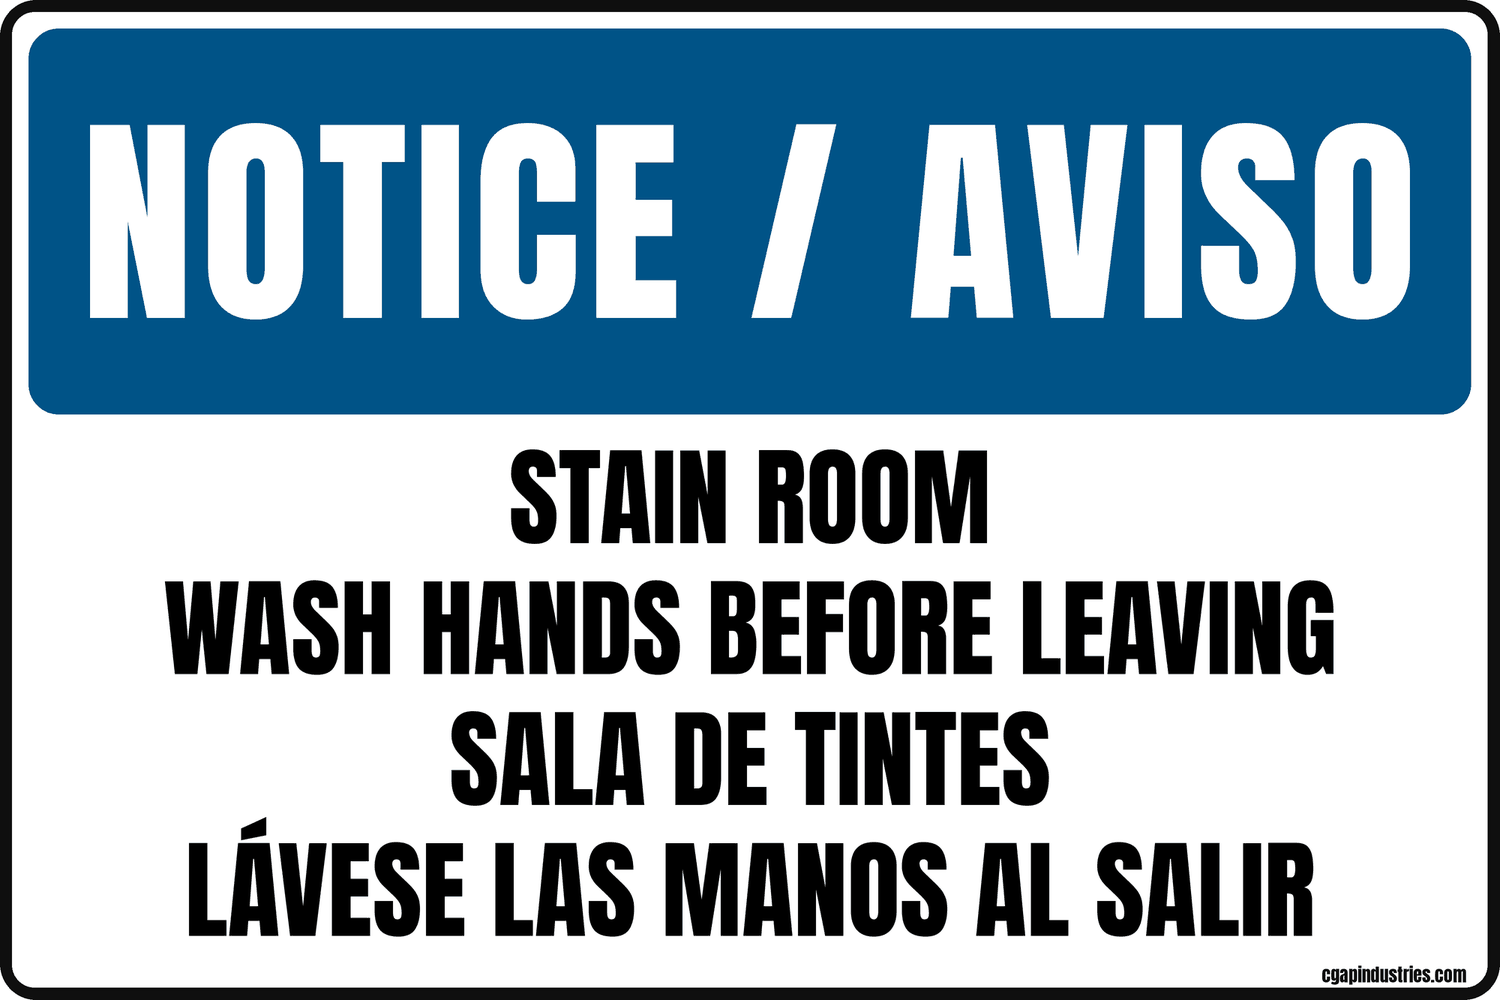 NOTICE / AVISO
STAIN ROOM
WASH HANDS BEFORE LEAVING
SALA DE TINTES
LÁVESE LAS MANOS AL SALIR
cgapindustries.com